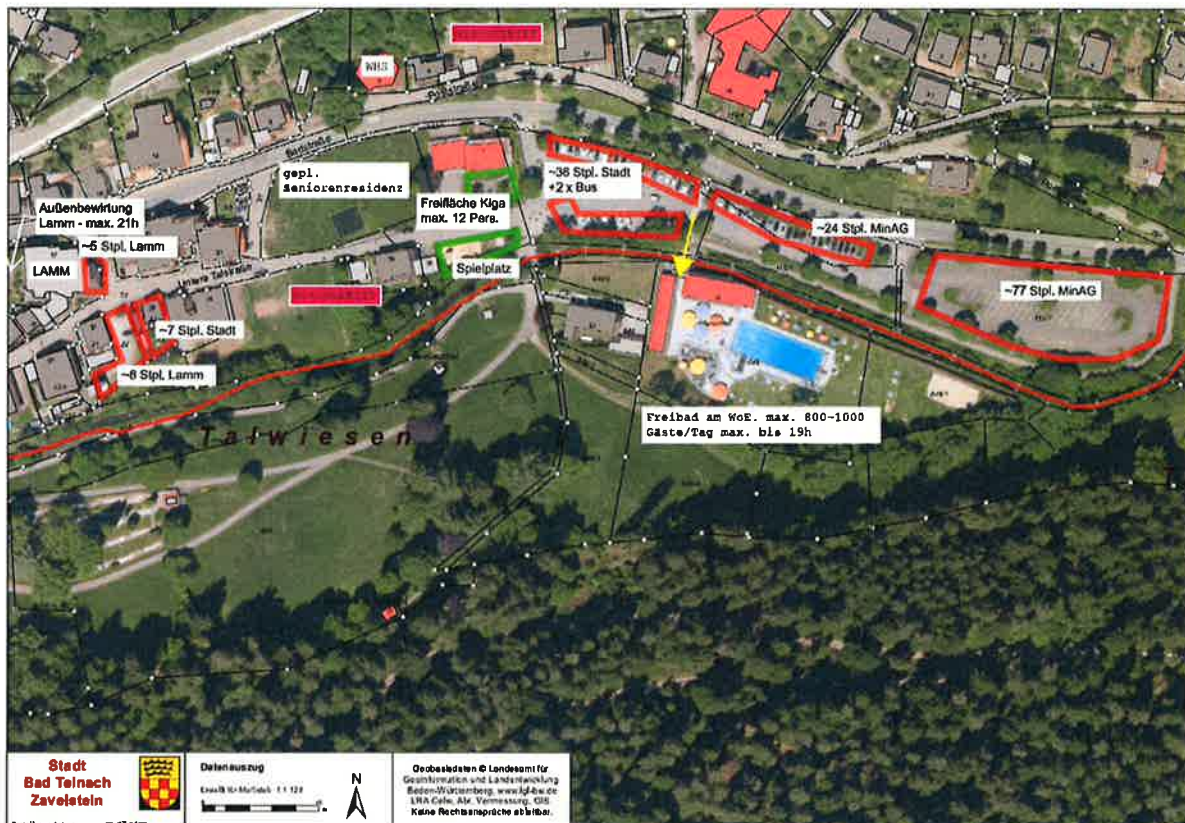 WHS
Badstraße
gepl.
Seniorenresidenz
~36 Stpl. Stadt
+2 x Bus
Freifläche Kiga
max. 12 Pers.
Außenbewirtung
Lamm - max. 21h
~5 Stpl. Lamm
LAMM
~24 Stpl. MinAG
Spielplatz
Untere Talstraße
~77 Stpl. MinAG
~7 Stpl. Stadt
~8 Stpl. Lamm
Freibad am WoE. max. 800-1000
Gäste/Tag max. bis 19h
Talwiesen
Stadt
Bad Teinach
Zavelstein
Datenauszug
N
Geobasisdaten © Landesamt für
Geoinformation und Landentwicklung
Baden-Württemberg, www.lgl-bw.de
LRA Calw, Abt. Vermessung, GIS
Keine Rechtsansprüche ableitbar.